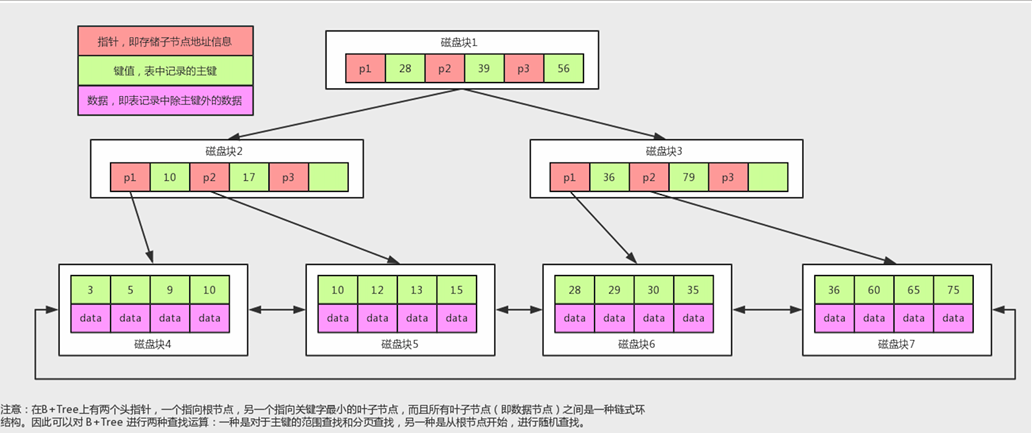 指针，即存储子节点地址信息
键值，表中记录的主键
数据，即表记录中除主键外的数据
磁盘块1
p1 28 p2 39 p3 56
磁盘块2
p1 10 p2 17 p3
磁盘块3
p1 36 p2 79 p3
3 5 9 10
data data data data
磁盘块4
10 12 13 15
data data data data
磁盘块5
28 29 30 35
data data data data
磁盘块6
36 60 65 75
data data data data
磁盘块7
注意：在B+Tree上有两个头指针，一个指向根节点，另一个指向关键字最小的叶子节点，而且所有叶子节点（即数据节点）之间是一种链式环
结构。因此可以对 B+Tree 进行两种查找运算：一种是对于主键的范围查找和分页查找，另一种是从根节点开始，进行随机查找。